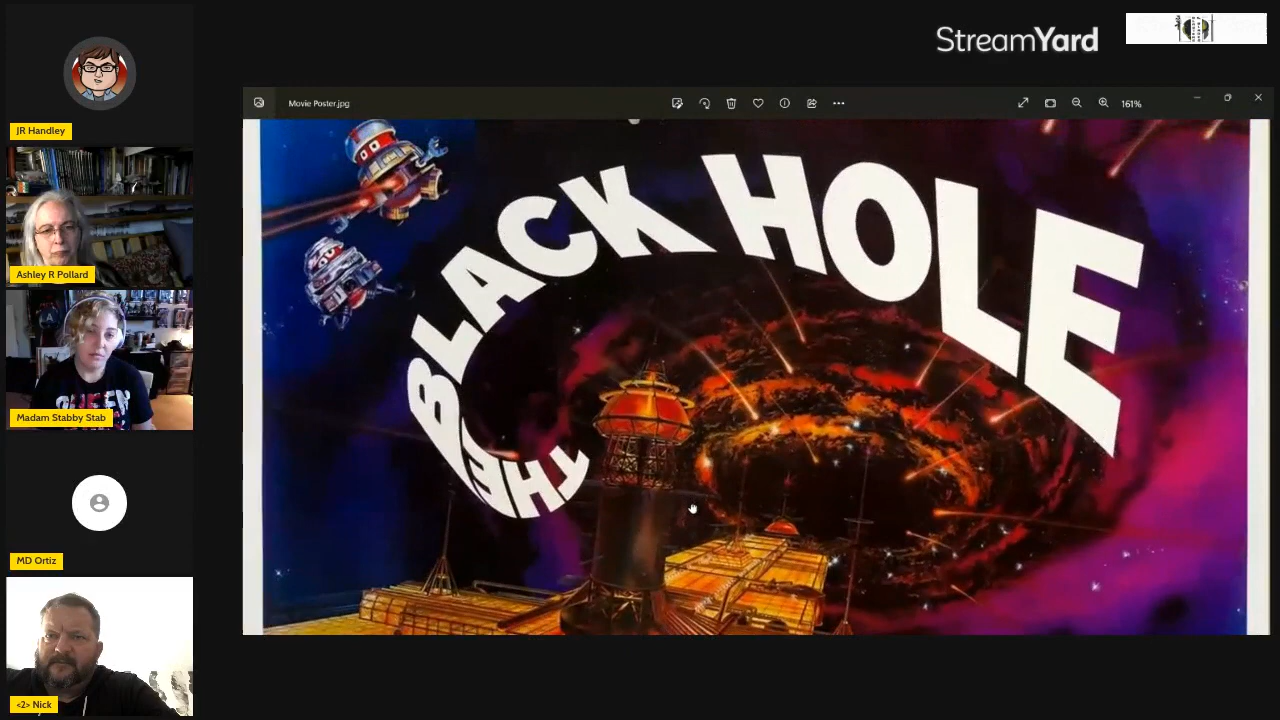 StreamYard
Movie Poster.jpg
161%
JR Handley
Ashley R Pollard
QUEEN
Madam Stabby Stab
MD Ortiz
<2> Nick
THE BLACK HOLE